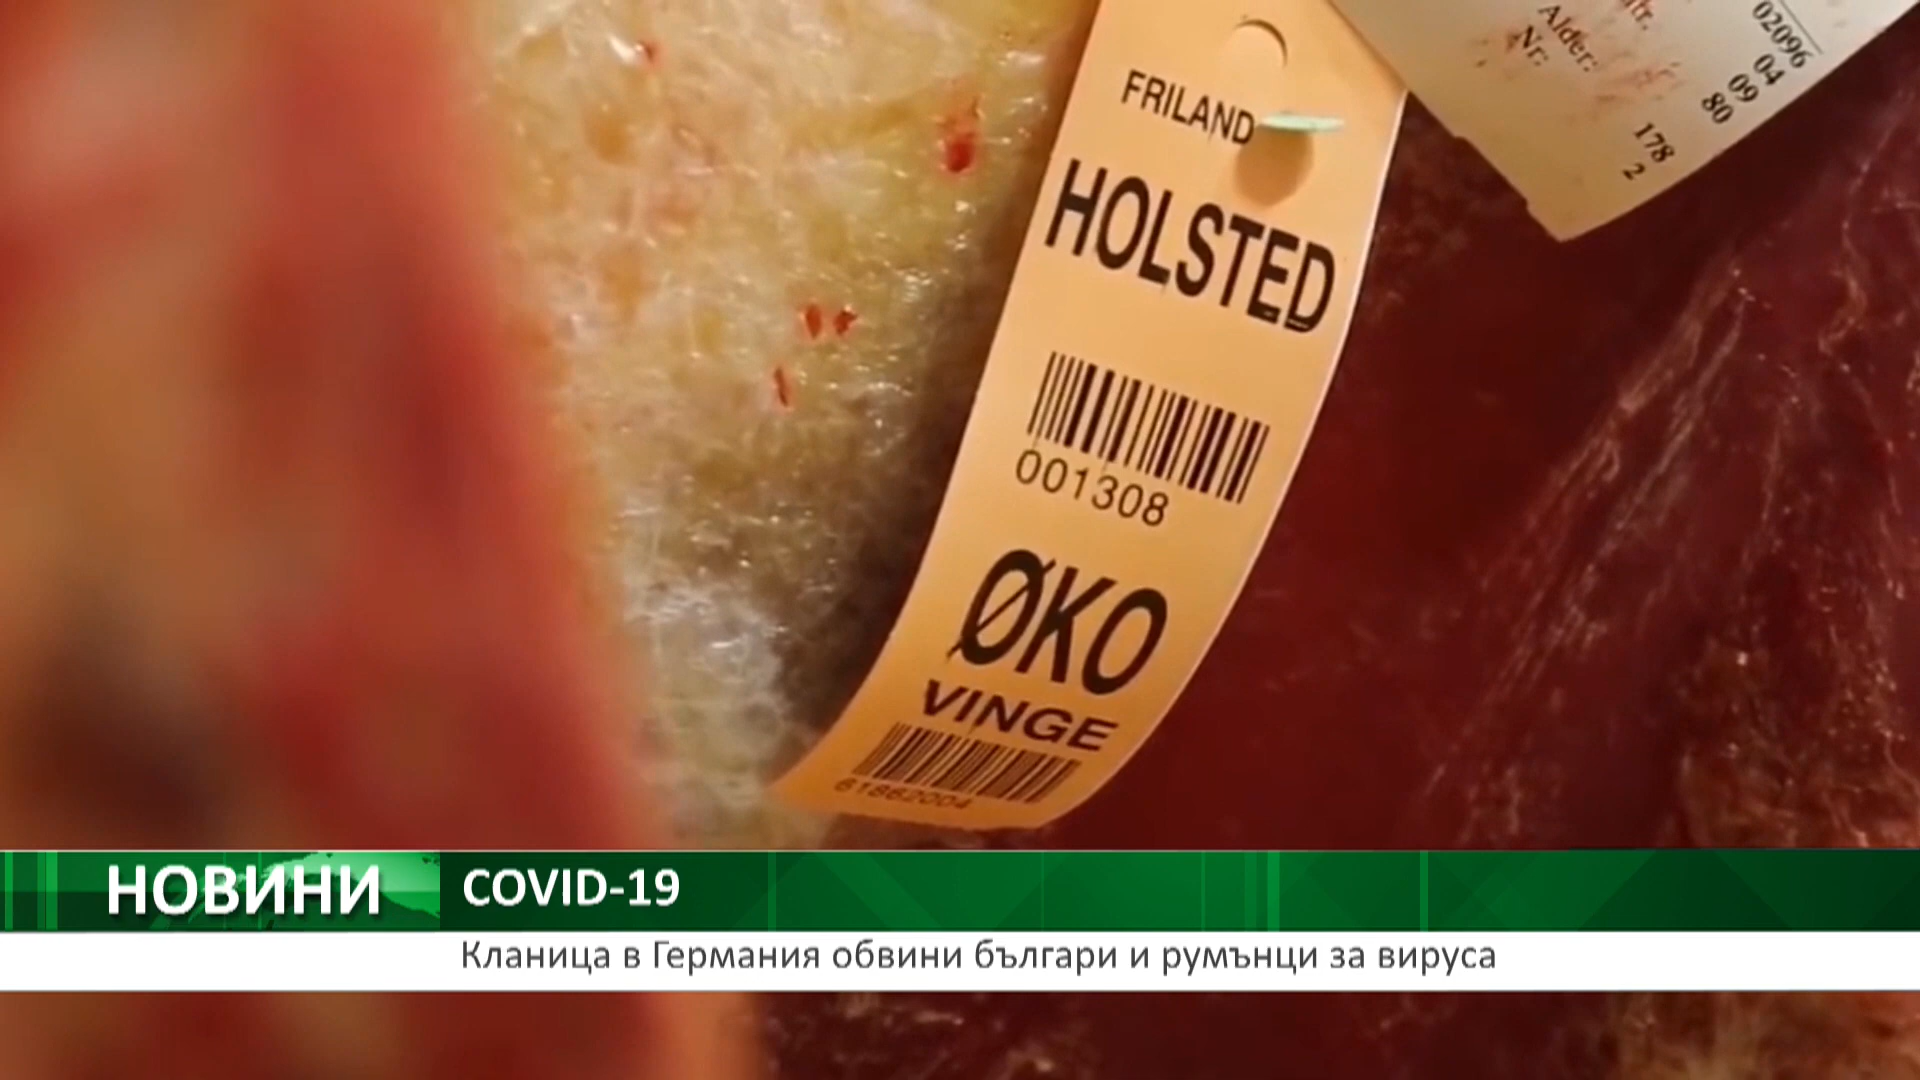 FRILAND
HOLSTED
001308
ØKO
VINGE
61862004
Alder:
Nr:
02096
04
09
80
178
2
НОВИНИ
COVID-19
Кланица в Германия обвини българи и румънци за вируса